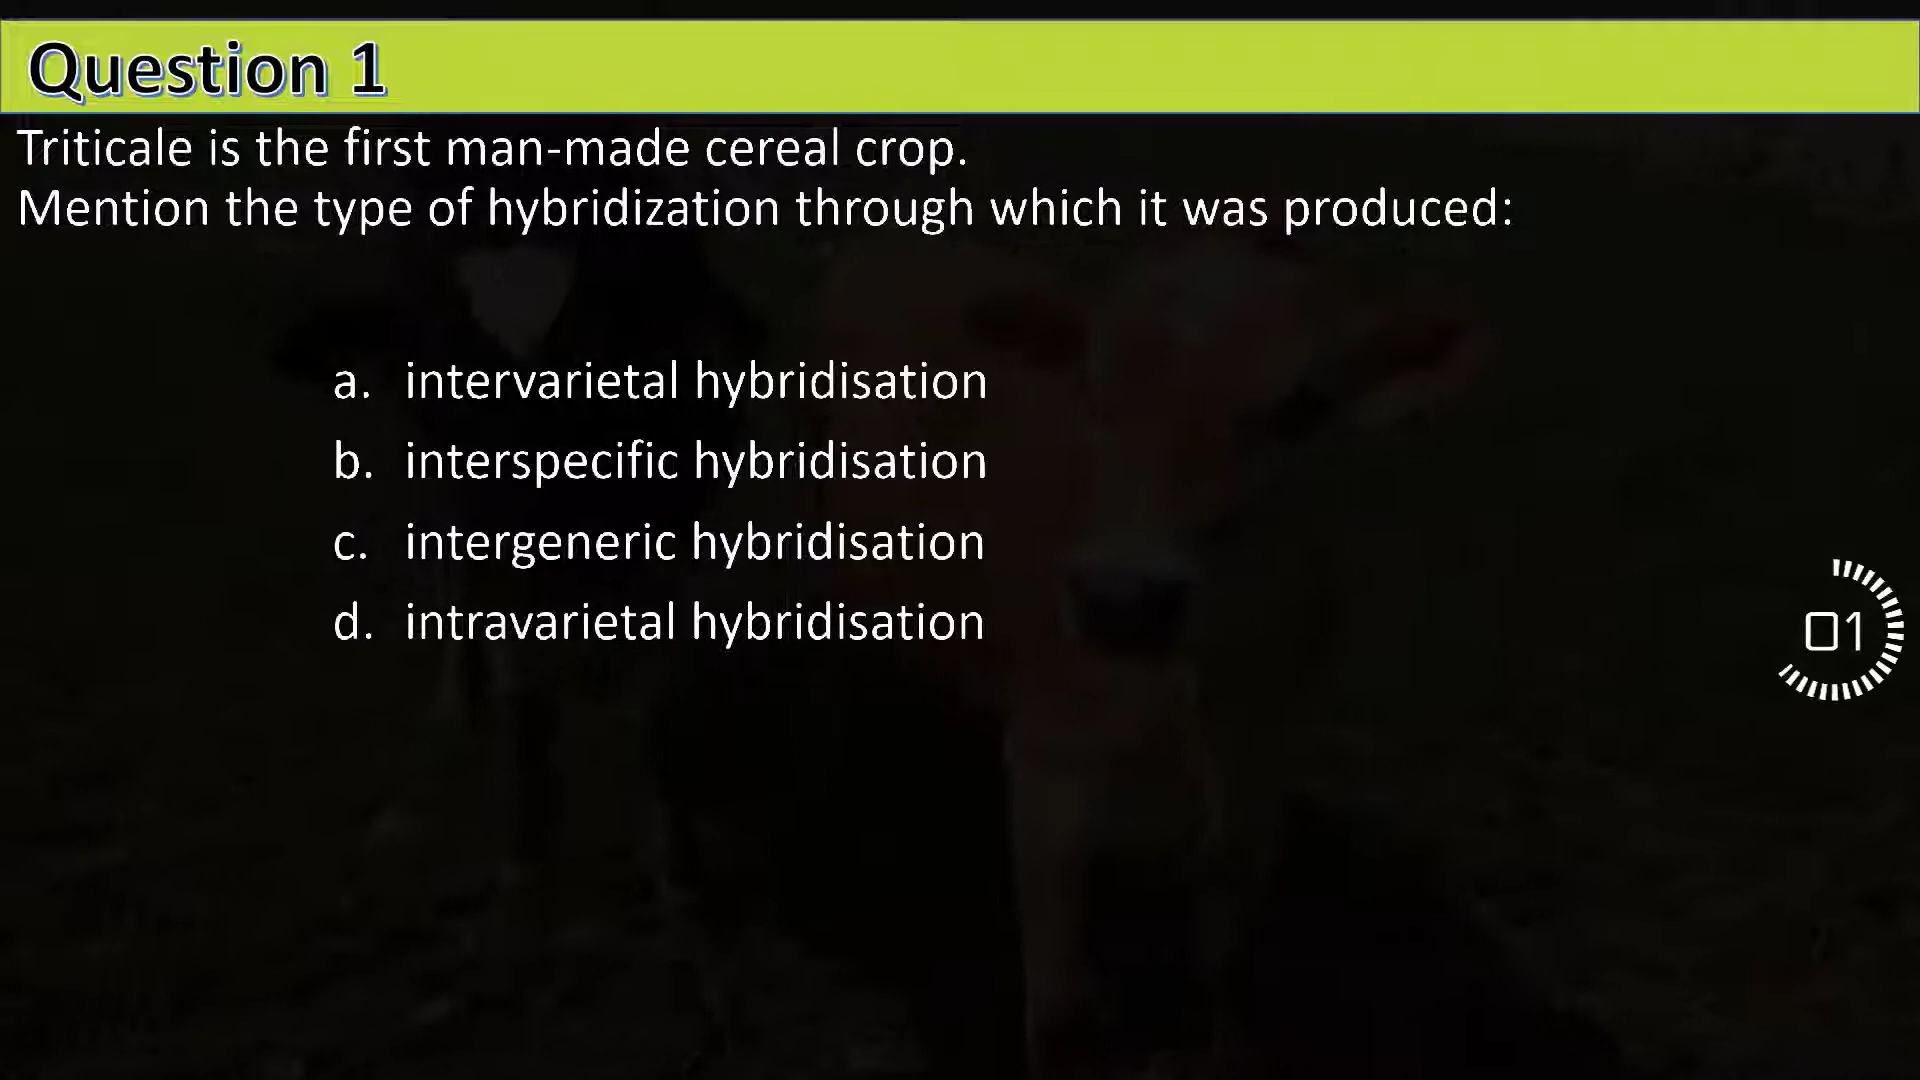 Question 1
Triticale is the first man-made cereal crop.
Mention the type of hybridization through which it was produced:
a. intervarietal hybridisation
b. interspecific hybridisation
c. intergeneric hybridisation
d. intravarietal hybridisation
01